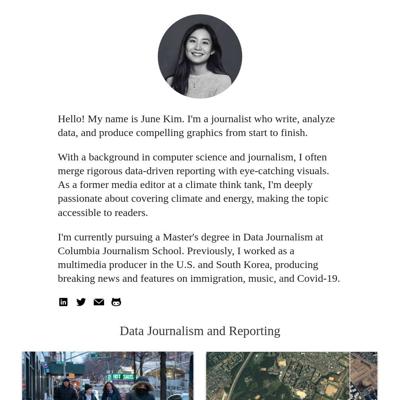 Hello! My name is June Kim. I'm a journalist who write, analyze
data, and produce compelling graphics from start to finish.
With a background in computer science and journalism, I often
merge rigorous data-driven reporting with eye-catching visuals.
As a former media editor at a climate think tank, I'm deeply
passionate about covering climate and energy, making the topic
accessible to readers.
I'm currently pursuing a Master's degree in Data Journalism at
Columbia Journalism School. Previously, I worked as a
multimedia producer in the U.S. and South Korea, producing
breaking news and features on immigration, music, and Covid-19.
Data Journalism and Reporting